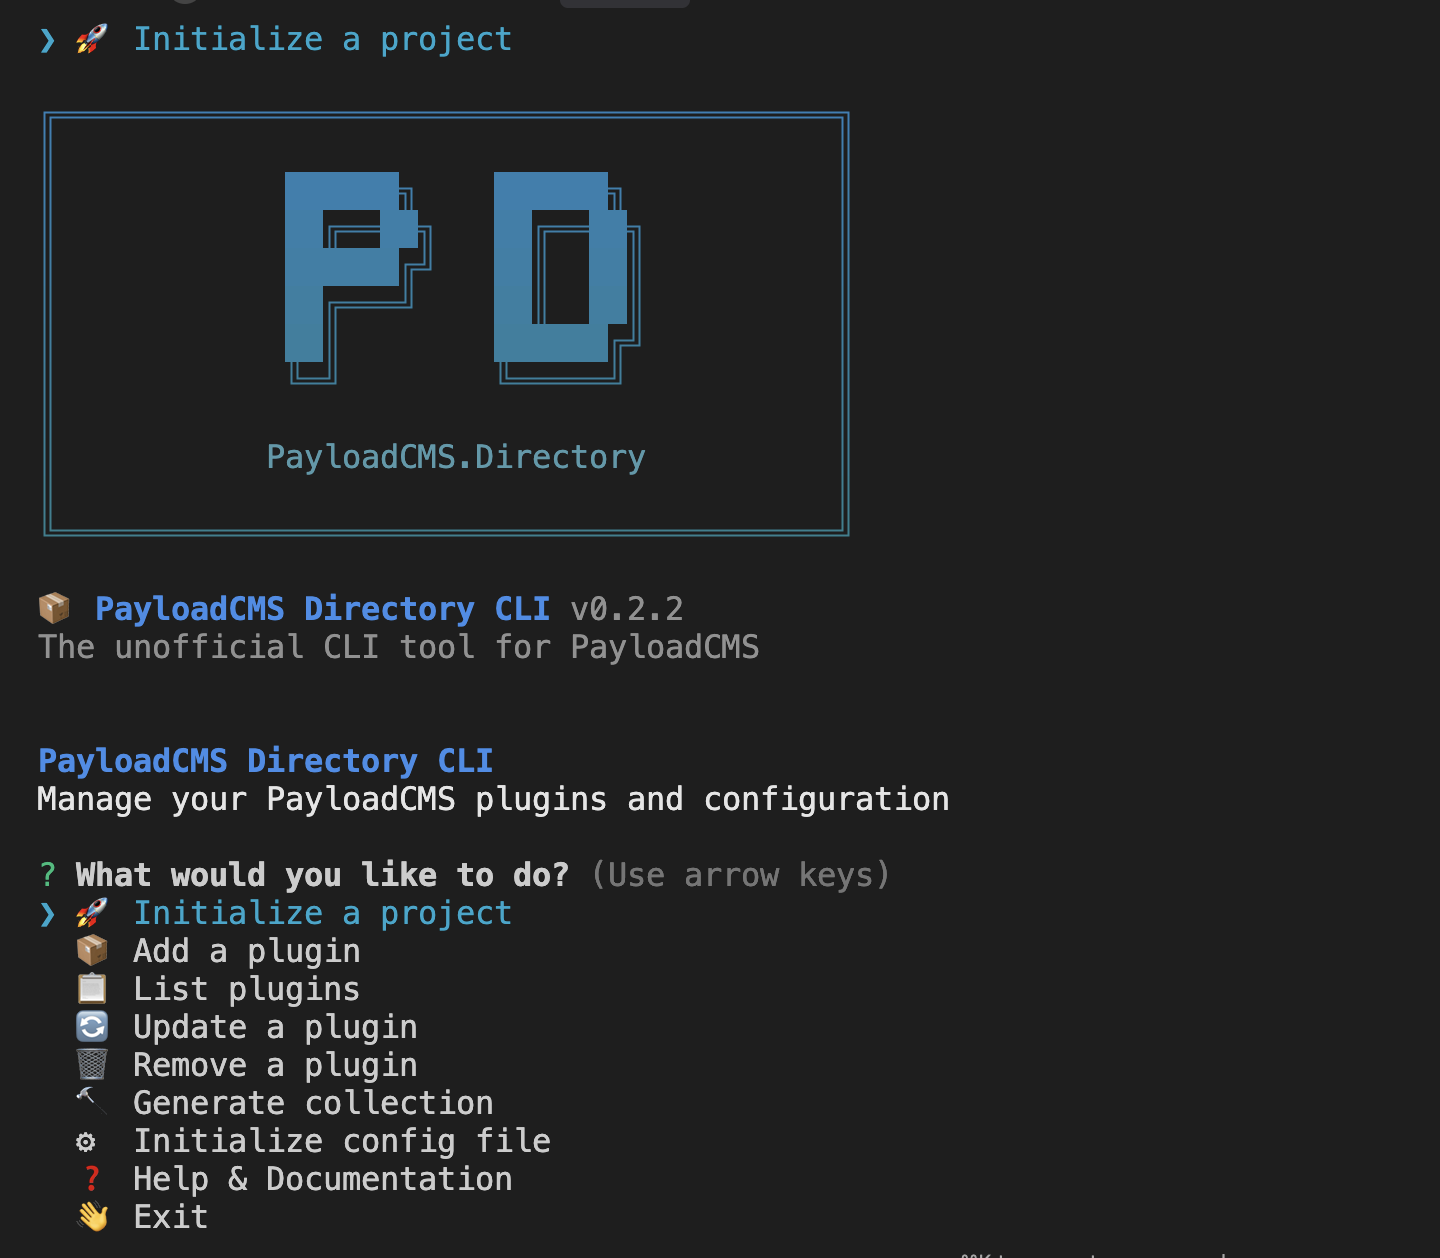 ❯ 🚀 Initialize a project
PD
PayloadCMS.Directory
📦 PayloadCMS Directory CLI v0.2.2
The unofficial CLI tool for PayloadCMS
PayloadCMS Directory CLI
Manage your PayloadCMS plugins and configuration
? What would you like to do? (Use arrow keys)
❯ 🚀 Initialize a project
📦 Add a plugin
📋 List plugins
🔄 Update a plugin
🗑️ Remove a plugin
🔨 Generate collection
⚙ Initialize config file
❓ Help & Documentation
👋 Exit